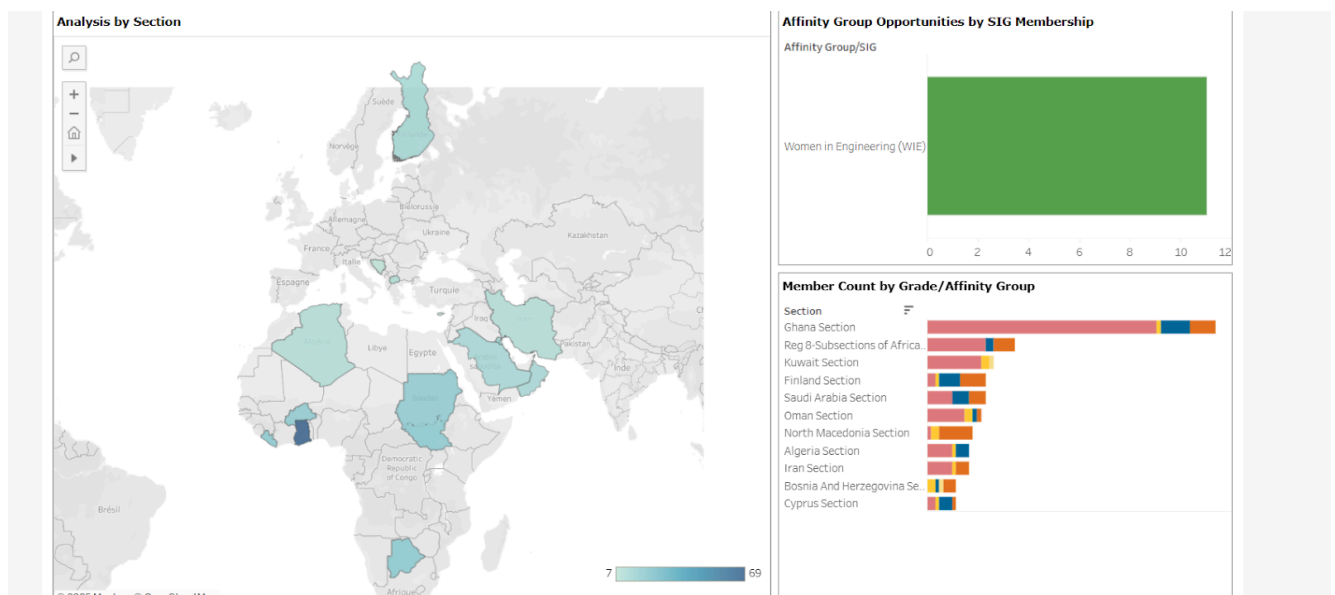 Analysis by Section
Suède
Norvège
Biélorussie
Allemagne
Ukraine
France
Kazakhstan
Italie
Espagne
Turquie
Iraq
Pakistan
Libye
Egypte
Inde
Yémen
Democratic
Republic
of Congo
Brésil
Afrique
7
69
Affinity Group Opportunities by SIG Membership
Affinity Group/SIG
Women in Engineering (WIE)
0 2 4 6 8 10 12
Member Count by Grade/Affinity Group
Section
Ghana Section
Reg 8-Subsections of Africa..
Kuwait Section
Finland Section
Saudi Arabia Section
Oman Section
North Macedonia Section
Algeria Section
Iran Section
Bosnia And Herzegovina Se..
Cyprus Section